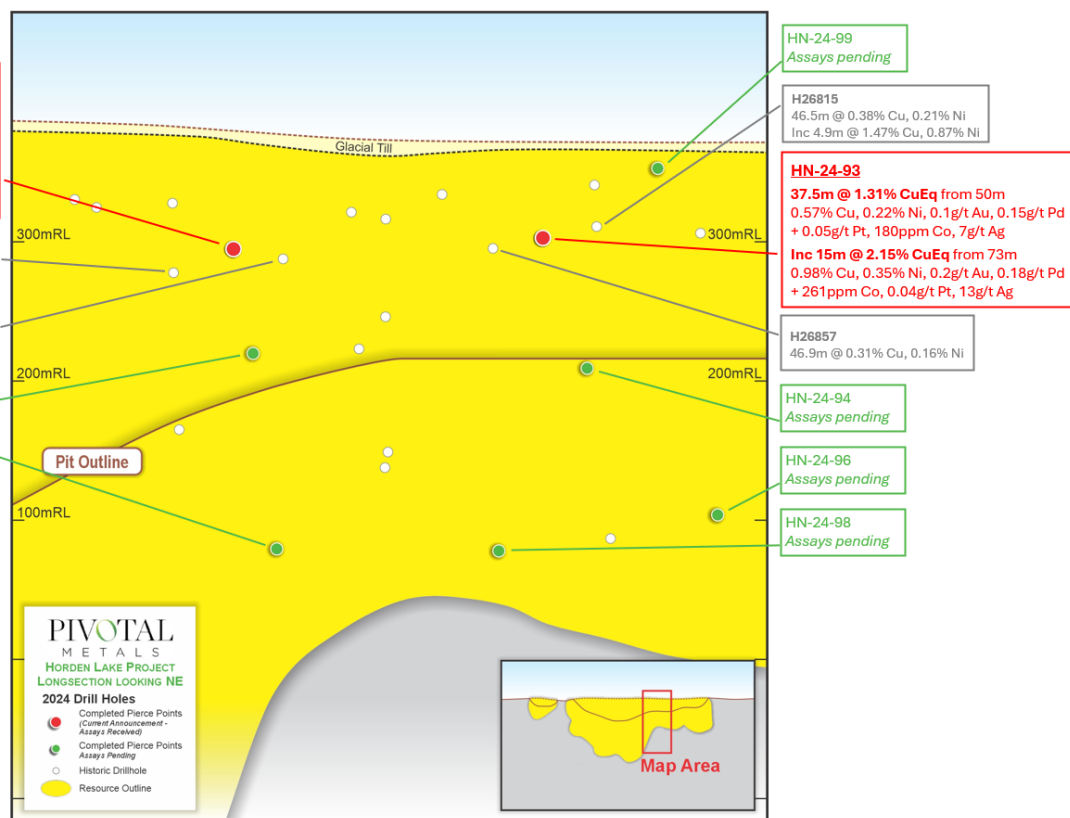 HN-24-99
Assays pending
H26815
46.5m @ 0.38% Cu, 0.21% Ni
Inc 4.9m @ 1.47% Cu, 0.87% Ni
Glacial Till
HN-24-93
37.5m @ 1.31% CuEq from 50m
0.57% Cu, 0.22% Ni, 0.1g/t Au, 0.15g/t Pd
+ 0.05g/t Pt, 180ppm Co, 7g/t Ag
Inc 15m @ 2.15% CuEq from 73m
0.98% Cu, 0.35% Ni, 0.2g/t Au, 0.18g/t Pd
+ 261ppm Co, 0.04g/t Pt, 13g/t Ag
300mRL
300mRL
H26857
46.9m @ 0.31% Cu, 0.16% Ni
200mRL
200mRL
HN-24-94
Assays pending
Pit Outline
HN-24-96
Assays pending
100mRL
HN-24-98
Assays pending
PIVOTAL
METALS
HORDEN LAKE PROJECT
LONGSECTION LOOKING NE
2024 Drill Holes
Completed Pierce Points
(Current Announcement -
Assays Received)
Completed Pierce Points
Assays Pending
Historic Drillhole
Resource Outline
Map Area